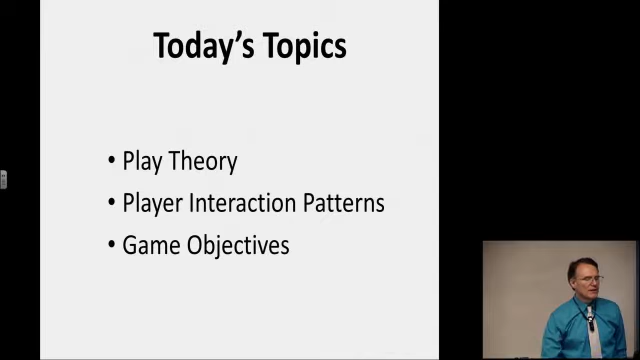 Today's Topics
• Play Theory
• Player Interaction Patterns
• Game Objectives